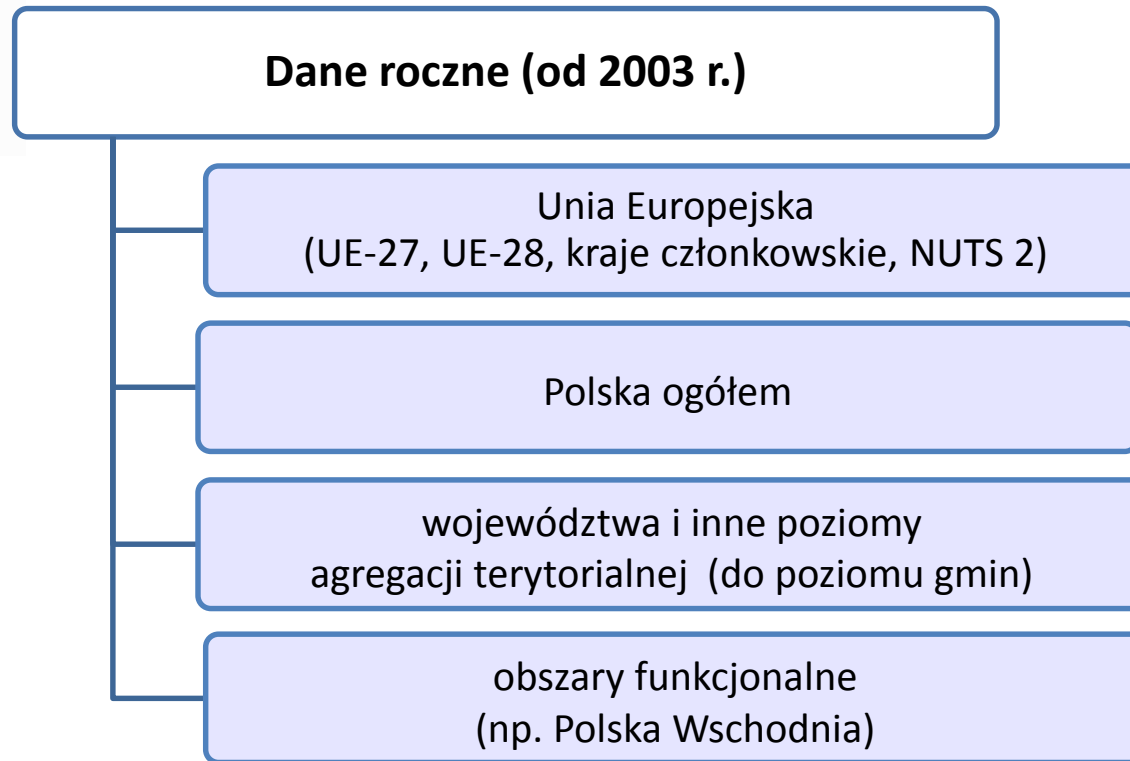 Dane roczne (od 2003 r.)
Unia Europejska
(UE-27, UE-28, kraje członkowskie, NUTS 2)
Polska ogółem
województwa i inne poziomy
agregacji terytorialnej (do poziomu gmin)
obszary funkcjonalne
(np. Polska Wschodnia)